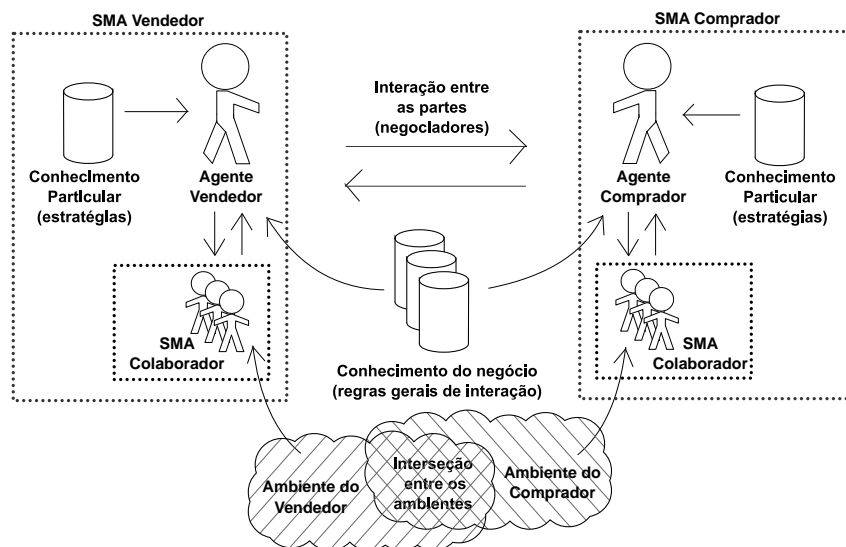 SMA Vendedor
SMA Comprador
Interação entre
as partes
(negocladores)
Conhecimento
Particular
(estratégias)
Agente
Vendedor
Agente
Comprador
Conhecimento
Particular
(estratégias)
SMA
Colaborador
SMA
Colaborador
Conhecimento do negócio
(regras gerais de interação)
Ambiente do
Vendedor
Interseção
entre os
amblentes
Ambiente do
Comprador